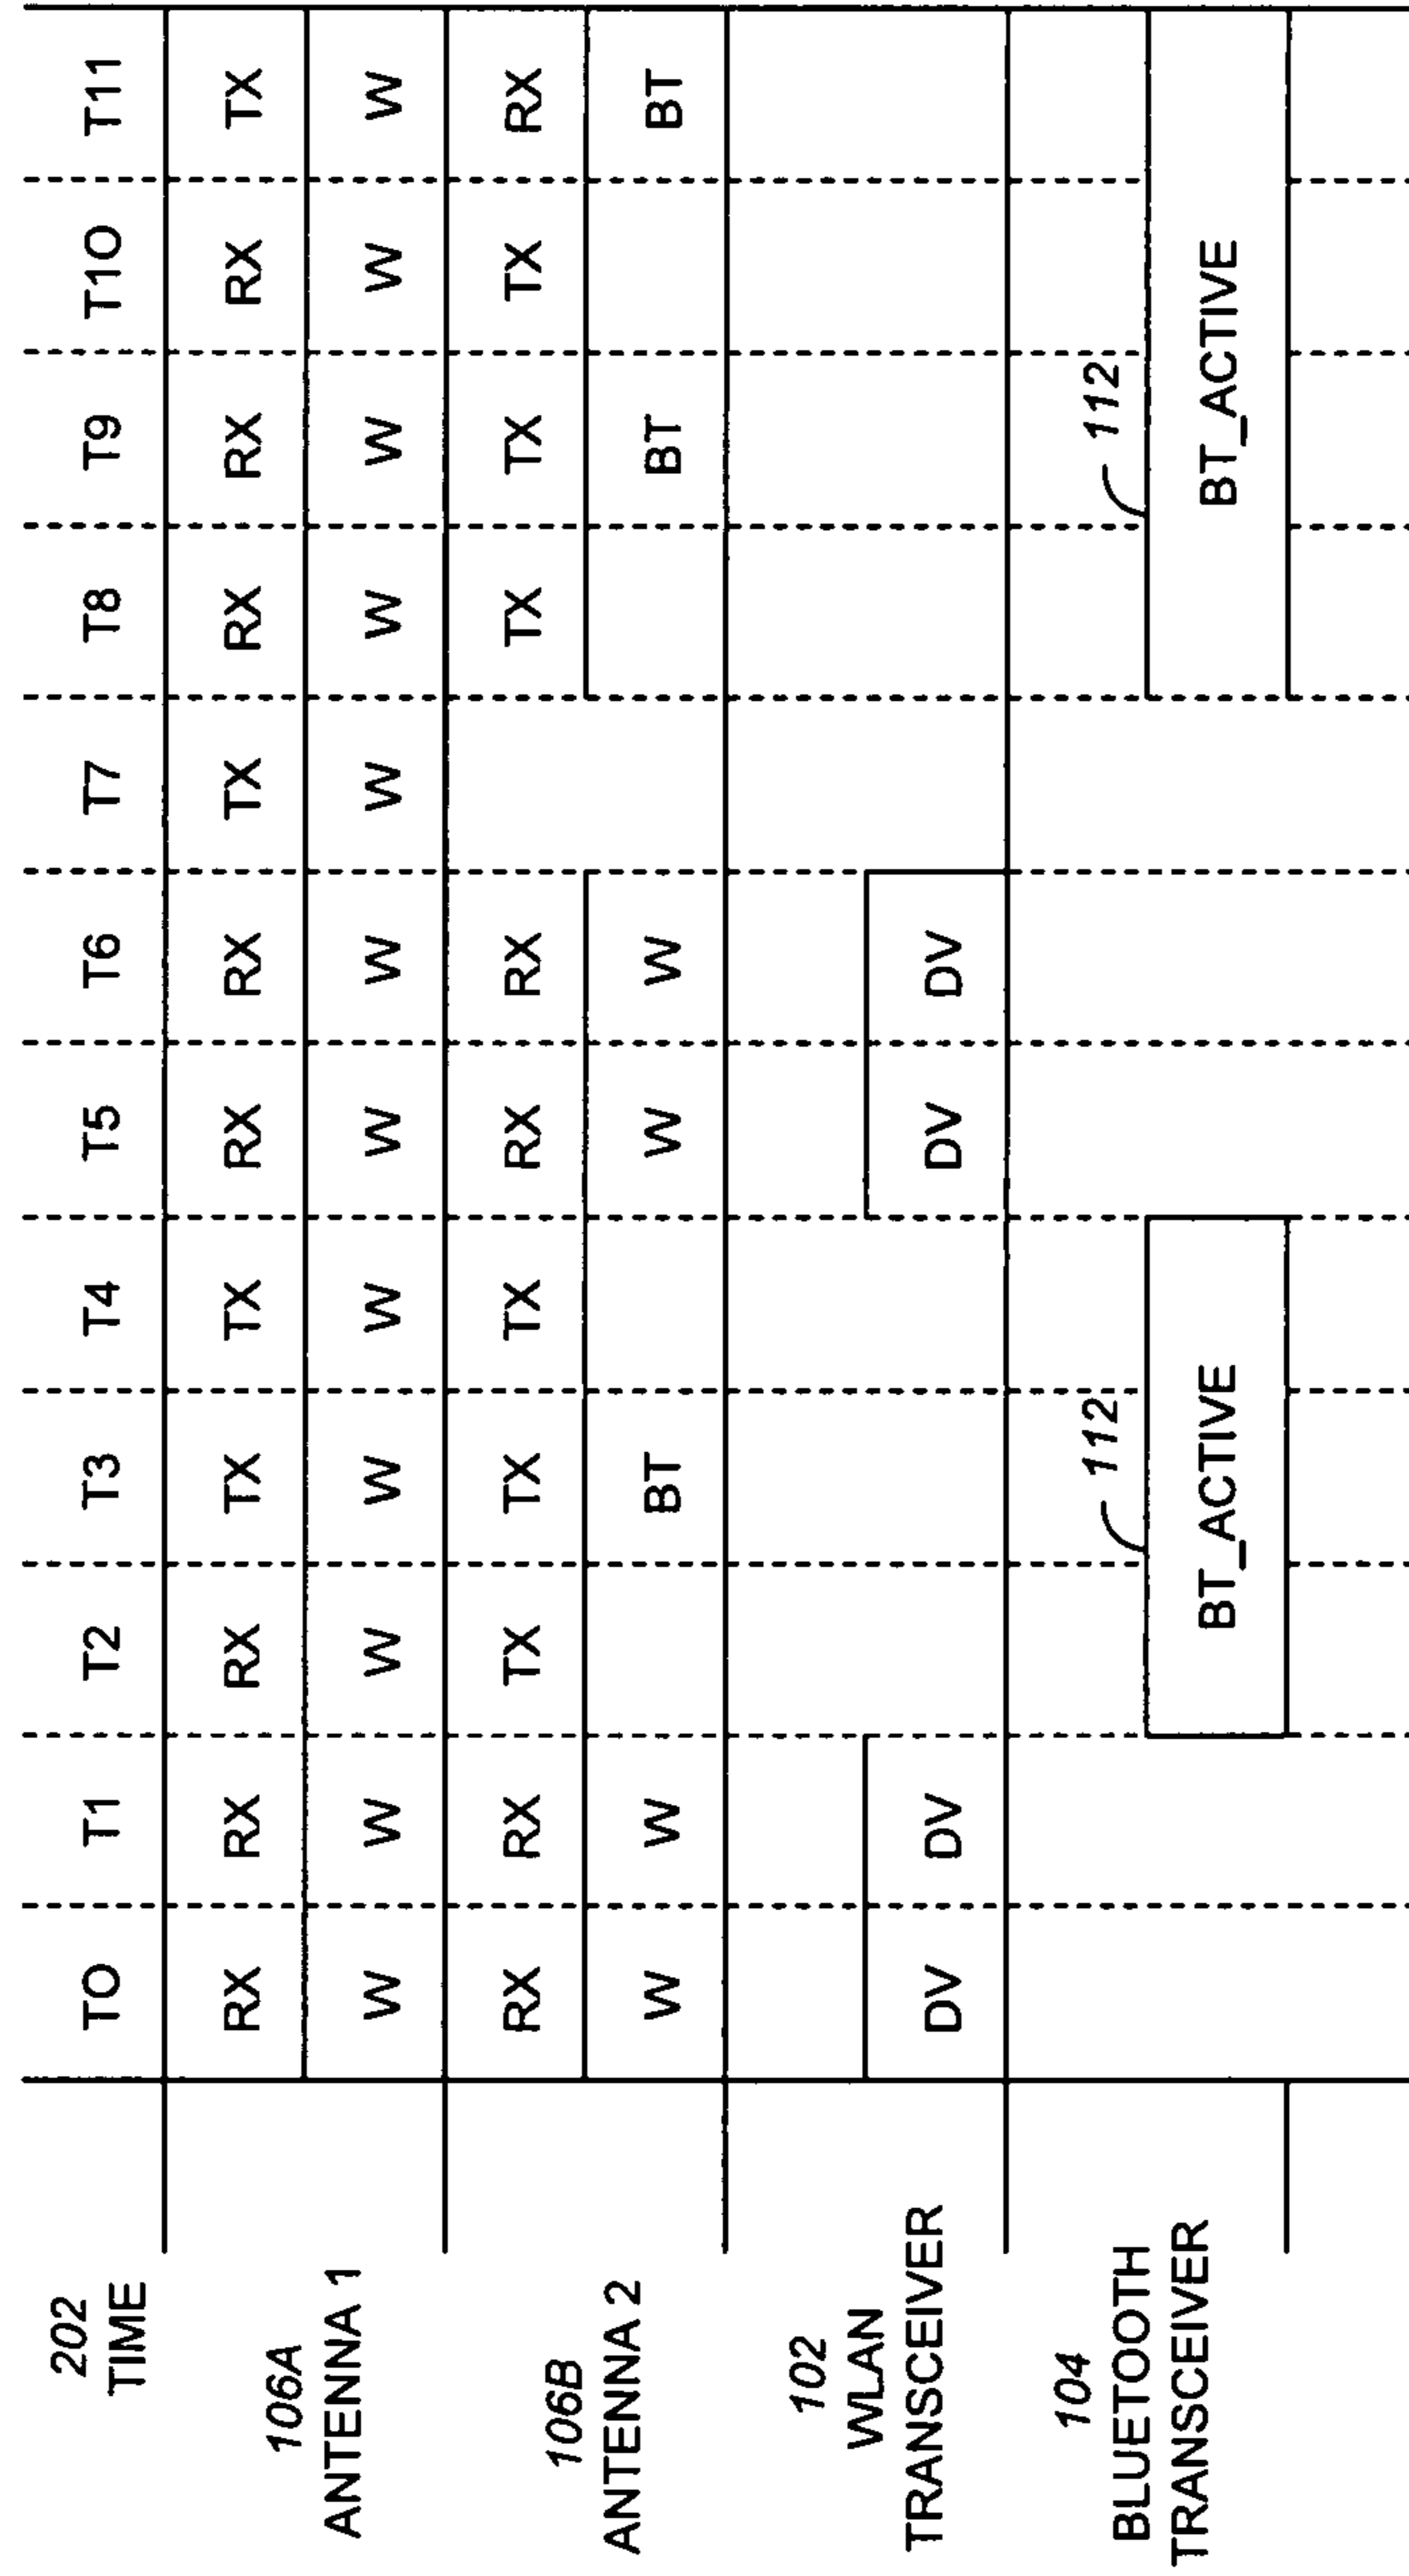 202
TIME
T0 T1 T2 T3 T4 T5 T6 T7 T8 T9 T10 T11
106A
ANTENNA 1
RX RX RX TX TX RX RX TX RX RX RX TX
W W W W W W W W W W W W
106B
ANTENNA 2
RX RX TX TX TX RX RX TX TX TX RX
W W BT W W BT BT
102
WLAN
TRANSCEIVER
DV DV DV DV
104
BLUETOOTH
TRANSCEIVER
112 112
BT_ACTIVE BT_ACTIVE